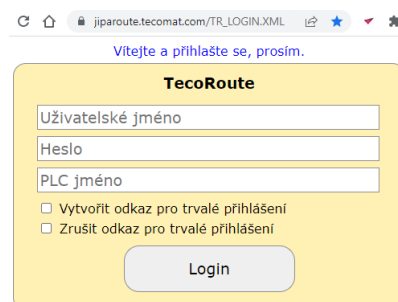 jiparoute.tecomat.com/TR_LOGIN.XML
Vítejte a přihlašte se, prosím.
TecoRoute
Uživatelské jméno
Heslo
PLC jméno
Vytvořit odkaz pro trvalé přihlášení
Zrušit odkaz pro trvalé přihlášení
Login